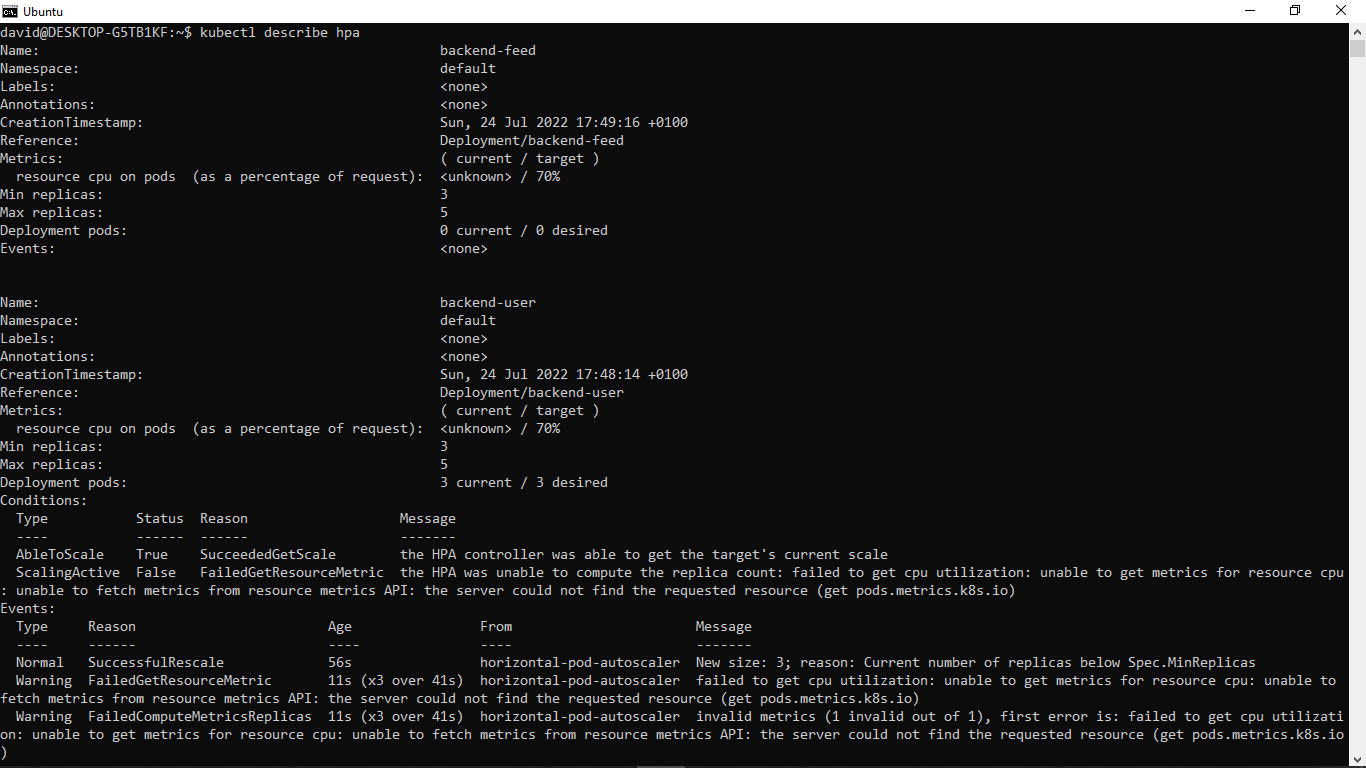 Ubuntu
david@DESKTOP-G5TB1KF:~$ kubectl describe hpa
Name:                                                  backend-feed
Namespace:                                             default
Labels:                                                <none>
Annotations:                                           <none>
CreationTimestamp:                                     Sun, 24 Jul 2022 17:49:16 +0100
Reference:                                             Deployment/backend-feed
Metrics:                                               ( current / target )
  resource cpu on pods  (as a percentage of request):  <unknown> / 70%
Min replicas:                                          3
Max replicas:                                          5
Deployment pods:                                       0 current / 0 desired
Events:                                                <none>
Name:                                                  backend-user
Namespace:                                             default
Labels:                                                <none>
Annotations:                                           <none>
CreationTimestamp:                                     Sun, 24 Jul 2022 17:48:14 +0100
Reference:                                             Deployment/backend-user
Metrics:                                               ( current / target )
  resource cpu on pods  (as a percentage of request):  <unknown> / 70%
Min replicas:                                          3
Max replicas:                                          5
Deployment pods:                                       3 current / 3 desired
Conditions:
  Type           Status  Reason                   Message
  ----           ------  ------                   -------
  AbleToScale    True    SucceededGetScale        the HPA controller was able to get the target's current scale
  ScalingActive  False   FailedGetResourceMetric  the HPA was unable to compute the replica count: failed to get cpu utilization: unable to get metrics for resource cpu
: unable to fetch metrics from resource metrics API: the server could not find the requested resource (get pods.metrics.k8s.io)
Events:
  Type     Reason                        Age                From                       Message
  ----     ------                        ----               ----                       -------
  Normal   SuccessfulRescale             56s                horizontal-pod-autoscaler  New size: 3; reason: Current number of replicas below Spec.MinReplicas
  Warning  FailedGetResourceMetric       11s (x3 over 41s)  horizontal-pod-autoscaler  failed to get cpu utilization: unable to get metrics for resource cpu: unable to
fetch metrics from resource metrics API: the server could not find the requested resource (get pods.metrics.k8s.io)
  Warning  FailedComputeMetricsReplicas  11s (x3 over 41s)  horizontal-pod-autoscaler  invalid metrics (1 invalid out of 1), first error is: failed to get cpu utilizati
on: unable to get metrics for resource cpu: unable to fetch metrics from resource metrics API: the server could not find the requested resource (get pods.metrics.k8s.io
)